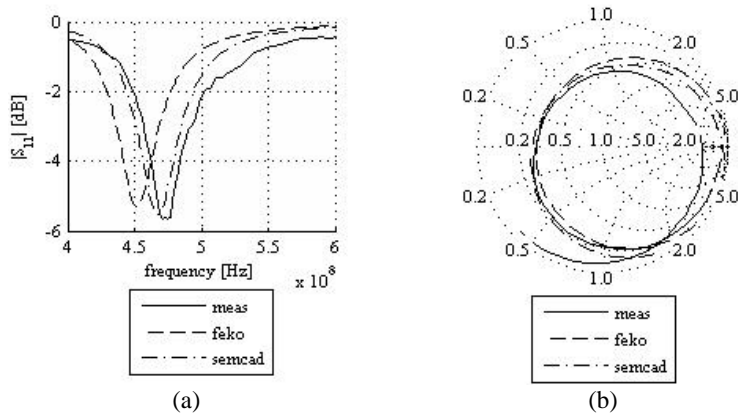 0
-2
-4
-6
|S11| [dB]
4 4.5 5 5.5 6
frequency [Hz]
x 10^8
meas
feko
semcad
(a)
1.0
0.5 2.0
0.2 5.0
0.2 0.5 1.0 5.0 2.0
0.2 5.0
0.5 2.0
1.0
meas
feko
semcad
(b)